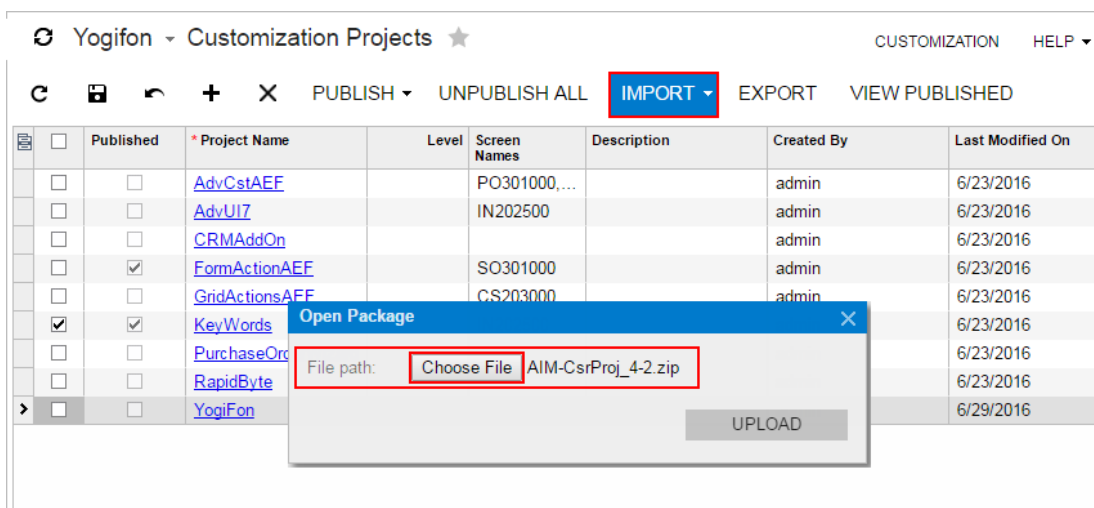 Yogifon Customization Projects CUSTOMIZATION HELP
PUBLISH UNPUBLISH ALL IMPORT EXPORT VIEW PUBLISHED
Published * Project Name Level Screen Names Description Created By Last Modified On
AdvCstAEF PO301000,... admin 6/23/2016
AdvUI7 IN202500 admin 6/23/2016
CRMAddOn admin 6/23/2016
FormActionAEF SO301000 admin 6/23/2016
GridActionsAEF CS203000 admin 6/23/2016
Open Package
KeyWords 6/23/2016
PurchaseOrd 6/23/2016
File path: Choose File AIM-CsrProj_4-2.zip
RapidByte 6/23/2016
YogiFon 6/29/2016
UPLOAD